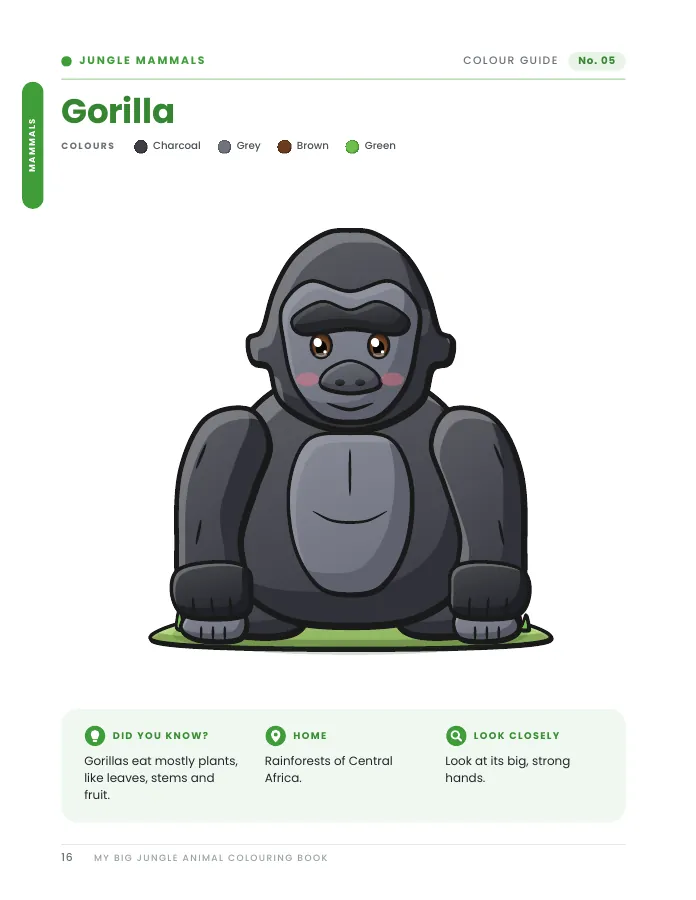 JUNGLE MAMMALS
COLOUR GUIDE No. 05
MAMMALS
Gorilla
COLOURS Charcoal Grey Brown Green
DID YOU KNOW?
Gorillas eat mostly plants,
like leaves, stems and
fruit.
HOME
Rainforests of Central
Africa.
LOOK CLOSELY
Look at its big, strong
hands.
16 MY BIG JUNGLE ANIMAL COLOURING BOOK